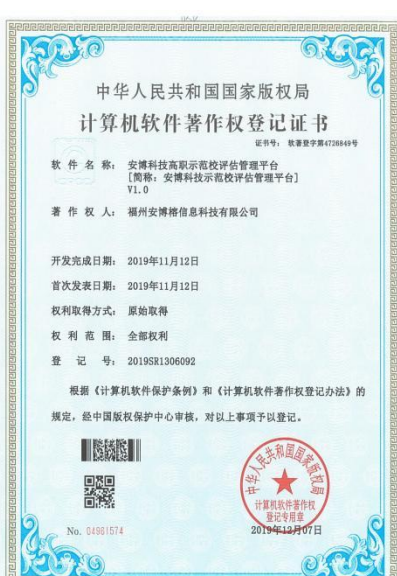 中华人民共和国国家版权局
计算机软件著作权登记证书
证书号: 软著登字第4726849号
软 件 名 称: 安博科技高职示范校评估管理平台
[简称: 安博科技示范校评估管理平台]
V1.0
著 作 权 人: 福州安博榕信息科技有限公司
开发完成日期: 2019年11月12日
首次发表日期: 2019年11月12日
权利取得方式: 原始取得
权 利 范 围: 全部权利
登 记 号: 2019SR1306092
根据《计算机软件保护条例》和《计算机软件著作权登记办法》的
规定,经中国版权保护中心审核,对以上事项予以登记。
中华人民共和国国家版权局
计算机软件著作权
登记专用章
No. 04961574
2019年12月07日